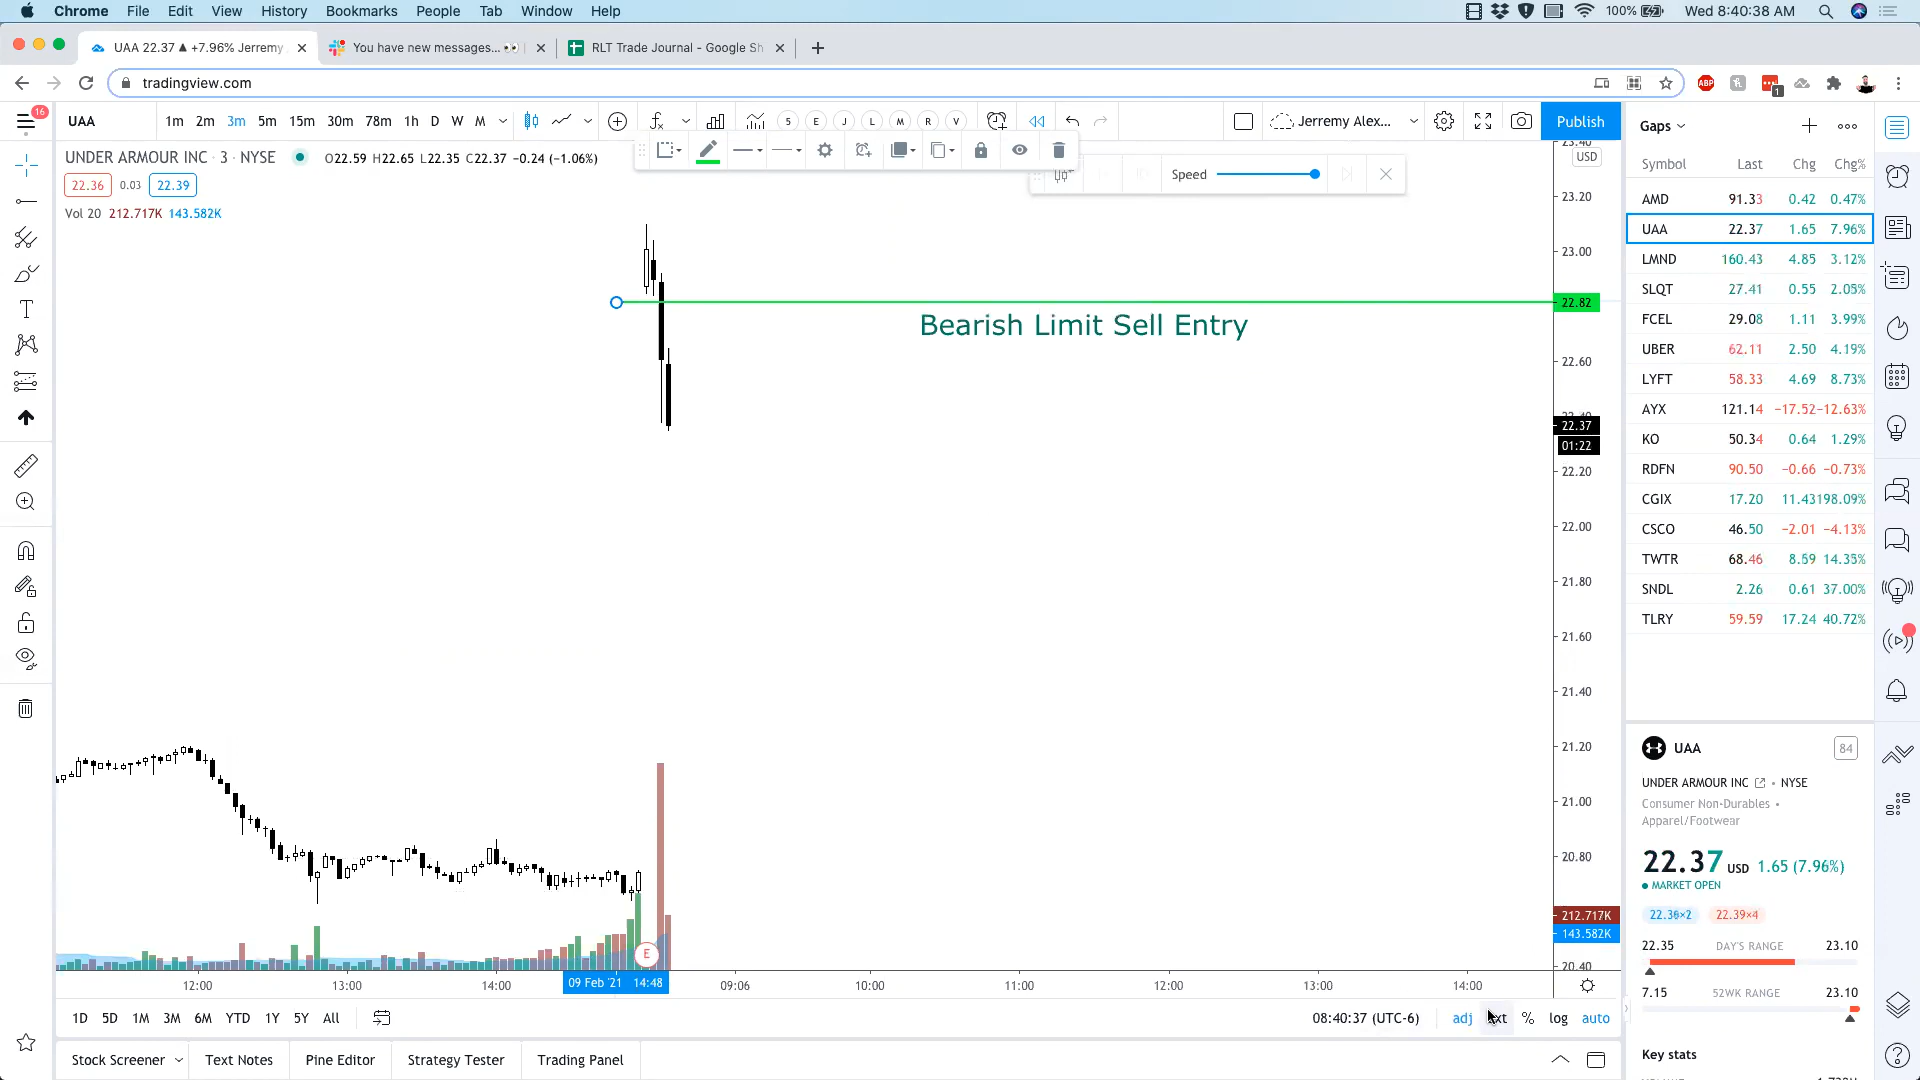 Chrome File Edit View History Bookmarks People Tab Window Help 100% Wed 8:40:38 AM
UAA 22.37 ▲ +7.96% Jerremy
You have new messages...
RLT Trade Journal - Google Sh
tradingview.com
ABP
1
16
UAA 1m 2m 3m 5m 15m 30m 78m 1h D W M 5 E J L A M R V Jerremy Alex... Publish
UNDER ARMOUR INC · 3 · NYSE O22.59 H22.65 L22.35 C22.37 −0.24 (−1.06%)
22.36 0.03 22.39
Vol 20 212.717K 143.582K
Speed
USD
23.40
23.20
23.00
22.82
Bearish Limit Sell Entry
22.60
22.40
22.37
01:22
22.20
22.00
21.80
21.60
21.40
21.20
21.00
20.80
212.717K
143.582K
20.40
E
12:00 13:00 14:00 09 Feb '21 14:48 09:06 10:00 11:00 12:00 13:00 14:00
1D 5D 1M 3M 6M YTD 1Y 5Y All 08:40:37 (UTC-6) adj % log auto
Stock Screener Text Notes Pine Editor Strategy Tester Trading Panel
Gaps
Symbol Last Chg Chg%
AMD 91.33 0.42 0.47%
UAA 22.37 1.65 7.96%
LMND 160.43 4.85 3.12%
SLQT 27.41 0.55 2.05%
FCEL 29.08 1.11 3.99%
UBER 62.11 2.50 4.19%
LYFT 58.33 4.69 8.73%
AYX 121.14 −17.52 −12.63%
KO 50.34 0.64 1.29%
RDFN 90.50 −0.66 −0.73%
CGIX 17.20 11.43 198.09%
CSCO 46.50 −2.01 −4.13%
TWTR 68.46 8.59 14.35%
SNDL 2.26 0.61 37.00%
TLRY 59.59 17.24 40.72%
UAA 84
UNDER ARMOUR INC • NYSE
Consumer Non-Durables •
Apparel/Footwear
22.37 USD 1.65 (7.96%)
MARKET OPEN
22.36×2 22.39×4
22.35 DAY'S RANGE 23.10
7.15 52WK RANGE 23.10
Key stats